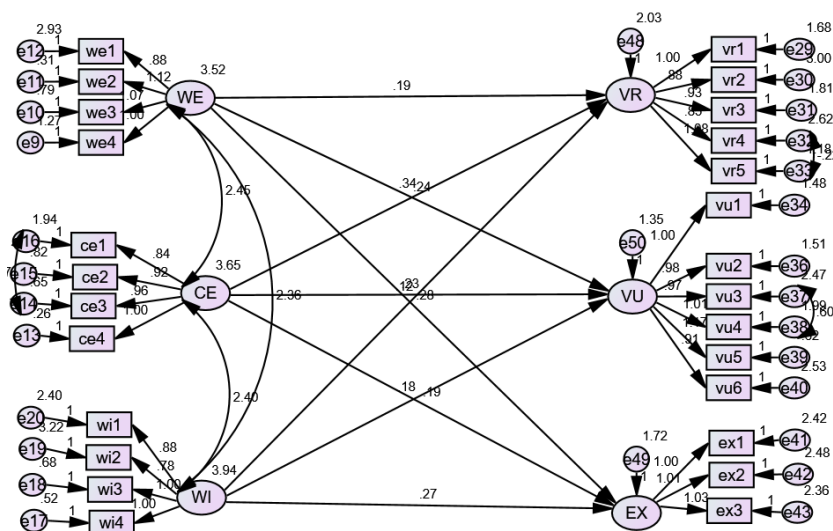 2.93
e12 1 we1 .88
.31
e11 1 we2 1.12
.79
e10 1 we3 .07
1.27
e9 1 we4 1.00
3.52
WE
.19
2.03
e48
1
VR
1.00 vr1 1 e29 1.68
.88 vr2 1 e30 3.00
.93 vr3 1 e31 1.81
vr4 1 e32 2.62
vr5 1 e33
2.45
.34
.24
1.94
ce1 1 .84
.82
e15 1 ce2 .92
.65
ce3 1 .96
.26
e13 1 ce4 1.00
3.65
CE
2.36
.23
.28
1.35
e50
1
VU
1.00 vu1 1 e34 1.48
.98 vu2 1 e36 1.51
.97 vu3 1 e37 2.47
1.01 vu4 1 e38 1.99
.60
vu5 1 e39
.91 vu6 1 e40 2.53
2.40
.18
.19
2.40
e20 1 wi1 .88
3.22
e19 1 wi2 .78
.68
e18 1 wi3 1.00
.52
e17 1 wi4 1.00
3.94
WI
.27
1.72
e49
1
EX
1.00 ex1 1 e41 2.42
1.01 ex2 1 e42 2.48
1.03 ex3 1 e43 2.36